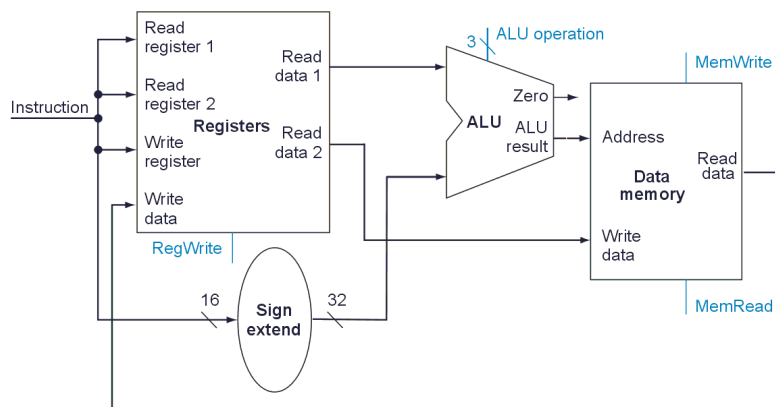 Instruction
Read
register 1
Read
register 2
Registers
Write
register
Write
data
Read
data 1
Read
data 2
RegWrite
16
Sign
extend
32
3
ALU operation
Zero
ALU
ALU
result
MemWrite
Address
Read
data
Data
memory
Write
data
MemRead